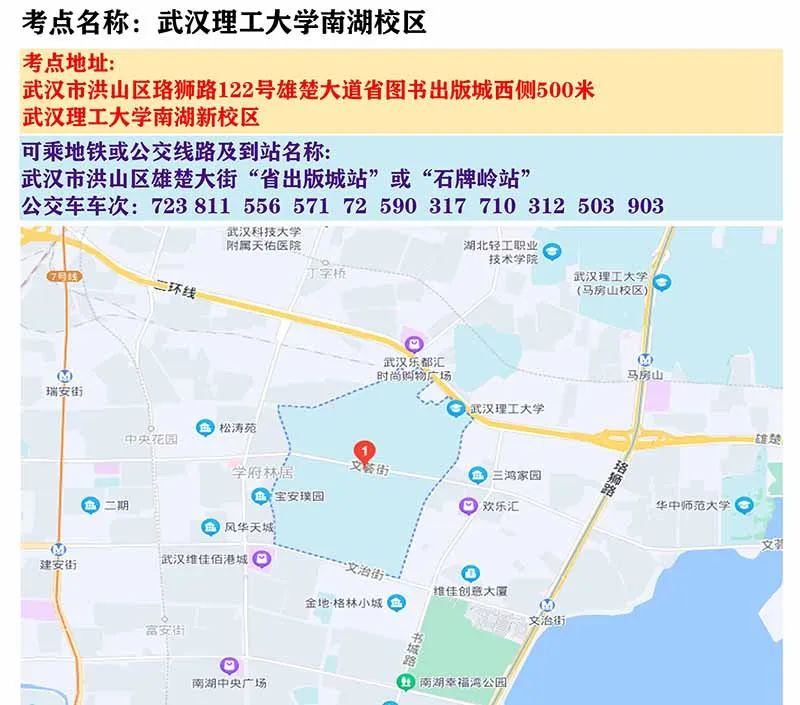 考点名称：武汉理工大学南湖校区
考点地址:
武汉市洪山区珞狮路122号雄楚大道省图书出版城西侧500米
武汉理工大学南湖新校区
可乘地铁或公交线路及到站名称:
武汉市洪山区雄楚大街“省出版城站”或“石牌岭站”
公交车车次：723 811 556 571 72 590 317 710 312 503 903
武汉科技大学
附属天佑医院
湖北轻工职业
技术学院
丁字桥
7号线
武汉理工大学
(马房山校区)
二环线
武汉乐都汇
时尚购物广场
马房山
瑞安街
武汉理工大学
松涛苑
中央花园
雄楚
1
文荟街
学府林居
三鸿家园
珞狮路
宝安璞园
二期
欢乐汇
华中师范大学
风华天城
文荟
武汉维佳佰港城
建安街
文治街
维佳创意大厦
金地·格林小城
文治街
富安街
书城路
南湖中央广场
南湖幸福湾公园